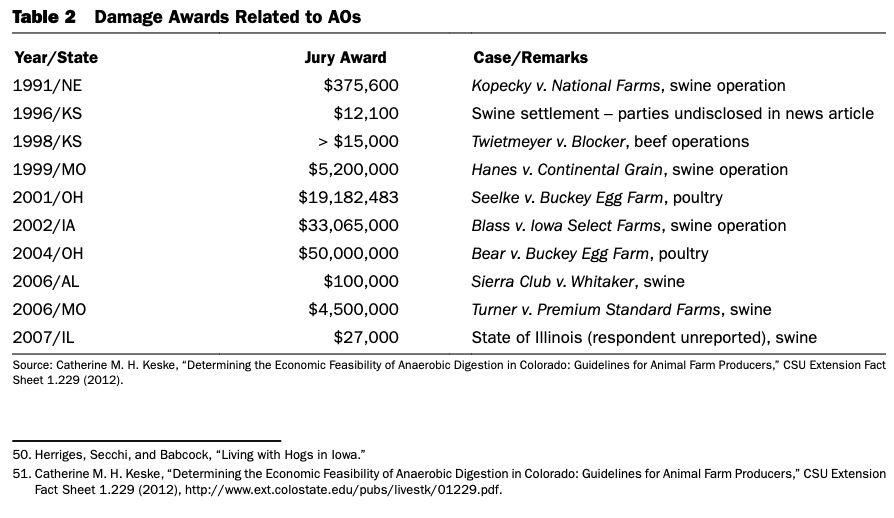 Table 2 Damage Awards Related to AOs
Year/State Jury Award Case/Remarks
1991/NE $375,600 Kopecky v. National Farms, swine operation
1996/KS $12,100 Swine settlement – parties undisclosed in news article
1998/KS > $15,000 Twietmeyer v. Blocker, beef operations
1999/MO $5,200,000 Hanes v. Continental Grain, swine operation
2001/OH $19,182,483 Seelke v. Buckey Egg Farm, poultry
2002/IA $33,065,000 Blass v. Iowa Select Farms, swine operation
2004/OH $50,000,000 Bear v. Buckey Egg Farm, poultry
2006/AL $100,000 Sierra Club v. Whitaker, swine
2006/MO $4,500,000 Turner v. Premium Standard Farms, swine
2007/IL $27,000 State of Illinois (respondent unreported), swine
Source: Catherine M. H. Keske, “Determining the Economic Feasibility of Anaerobic Digestion in Colorado: Guidelines for Animal Farm Producers,” CSU Extension Fact
Sheet 1.229 (2012).
50. Herriges, Secchi, and Babcock, “Living with Hogs in Iowa.”
51. Catherine M. H. Keske, “Determining the Economic Feasibility of Anaerobic Digestion in Colorado: Guidelines for Animal Farm Producers,” CSU Extension
Fact Sheet 1.229 (2012), http://www.ext.colostate.edu/pubs/livestk/01229.pdf.